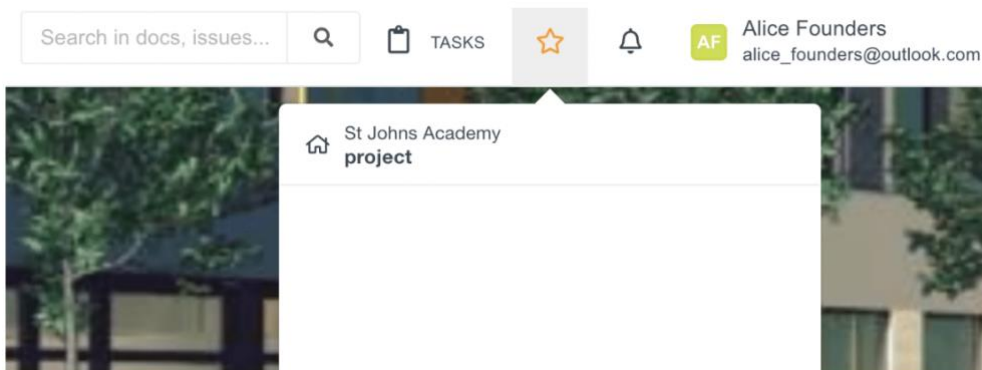 Search in docs, issues...
TASKS
AF
Alice Founders
alice_founders@outlook.com
St Johns Academy
project